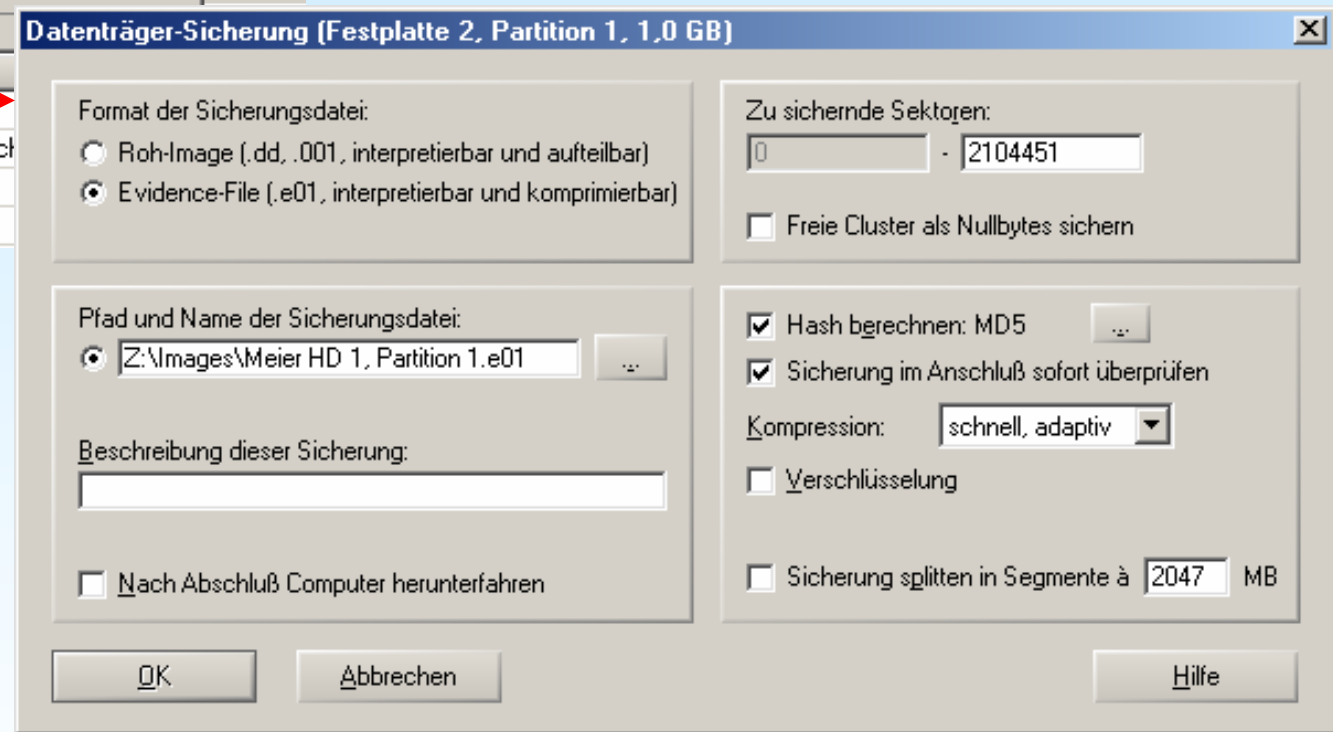 Datenträger-Sicherung (Festplatte 2, Partition 1, 1,0 GB)
Format der Sicherungsdatei:
Roh-Image (.dd, .001, interpretierbar und aufteilbar)
Evidence-File (.e01, interpretierbar und komprimierbar)
Zu sichernde Sektoren:
0 - 2104451
Freie Cluster als Nullbytes sichern
Pfad und Name der Sicherungsdatei:
Z:\Images\Meier HD 1, Partition 1.e01 ...
Beschreibung dieser Sicherung:
Nach Abschluß Computer herunterfahren
Hash berechnen: MD5 ...
Sicherung im Anschluß sofort überprüfen
Kompression: schnell, adaptiv
Verschlüsselung
Sicherung splitten in Segmente à 2047 MB
OK
Abbrechen
Hilfe